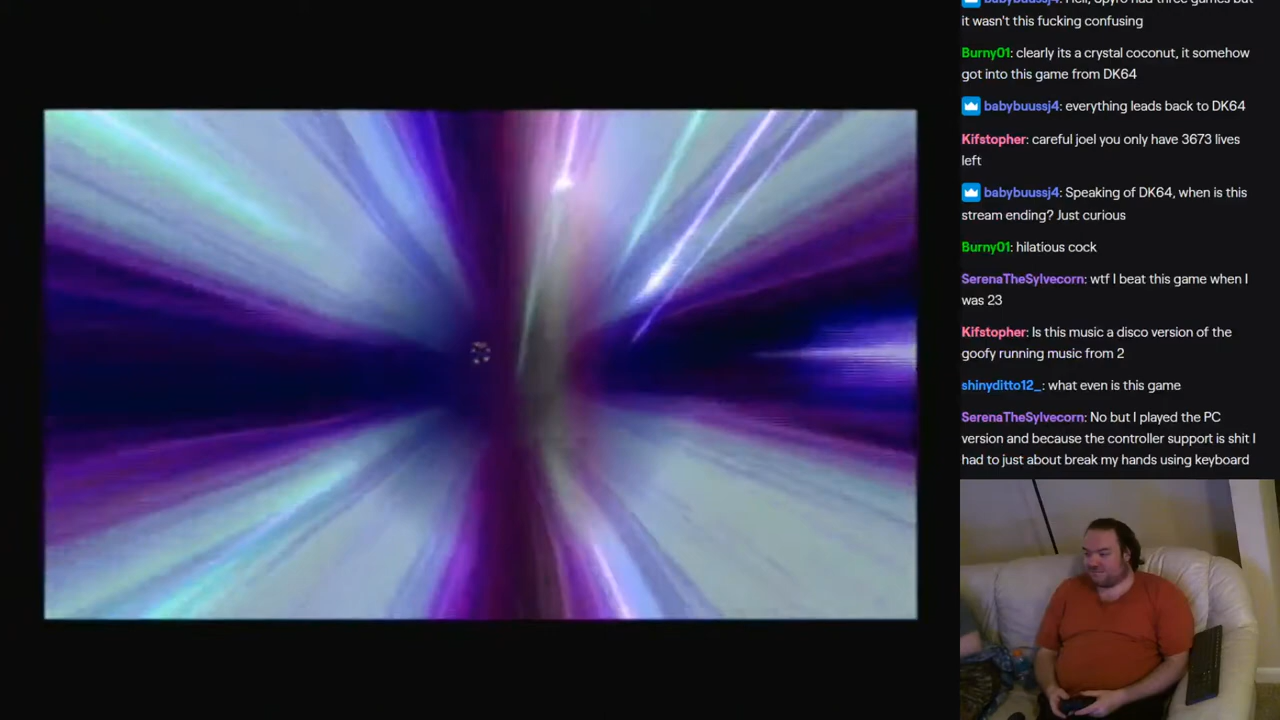 babybuussj4: Hell, Spyro had three games but
it wasn't this fucking confusing
Burny01: clearly its a crystal coconut, it somehow
got into this game from DK64
babybuussj4: everything leads back to DK64
Kifstopher: careful joel you only have 3673 lives
left
babybuussj4: Speaking of DK64, when is this
stream ending? Just curious
Burny01: hilatious cock
SerenaTheSylvecorn: wtf I beat this game when I
was 23
Kifstopher: Is this music a disco version of the
goofy running music from 2
shinyditto12_: what even is this game
SerenaTheSylvecorn: No but I played the PC
version and because the controller support is shit I
had to just about break my hands using keyboard